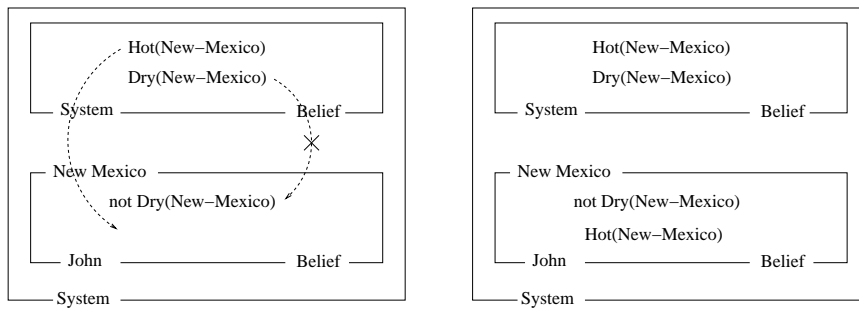 Hot(New−Mexico)
Dry(New−Mexico)
System Belief
New Mexico
not Dry(New−Mexico)
John Belief
System
Hot(New−Mexico)
Dry(New−Mexico)
System Belief
New Mexico
not Dry(New−Mexico)
Hot(New−Mexico)
John Belief
System